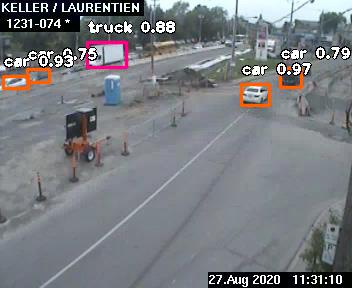 KELLER / LAURENTIEN
1231-074 *
truck 0.88
car 0.75
car 0.93
car 0.79
car 0.97
27.Aug 2020 11:31:10